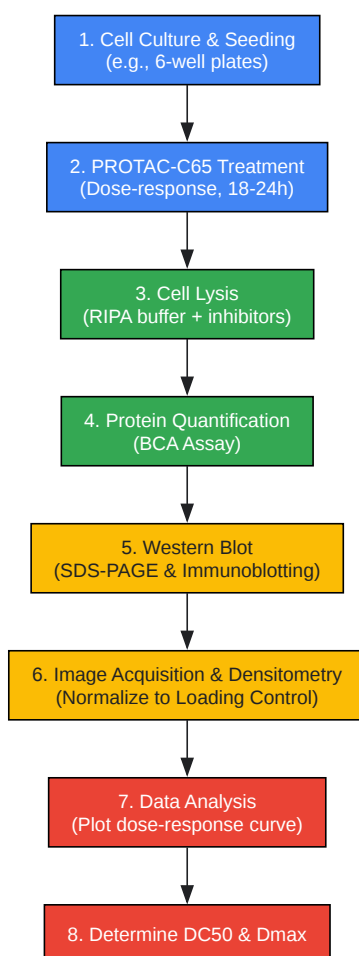 1. Cell Culture & Seeding
(e.g., 6-well plates)
2. PROTAC-C65 Treatment
(Dose-response, 18-24h)
3. Cell Lysis
(RIPA buffer + inhibitors)
4. Protein Quantification
(BCA Assay)
5. Western Blot
(SDS-PAGE & Immunoblotting)
6. Image Acquisition & Densitometry
(Normalize to Loading Control)
7. Data Analysis
(Plot dose-response curve)
8. Determine DC50 & Dmax